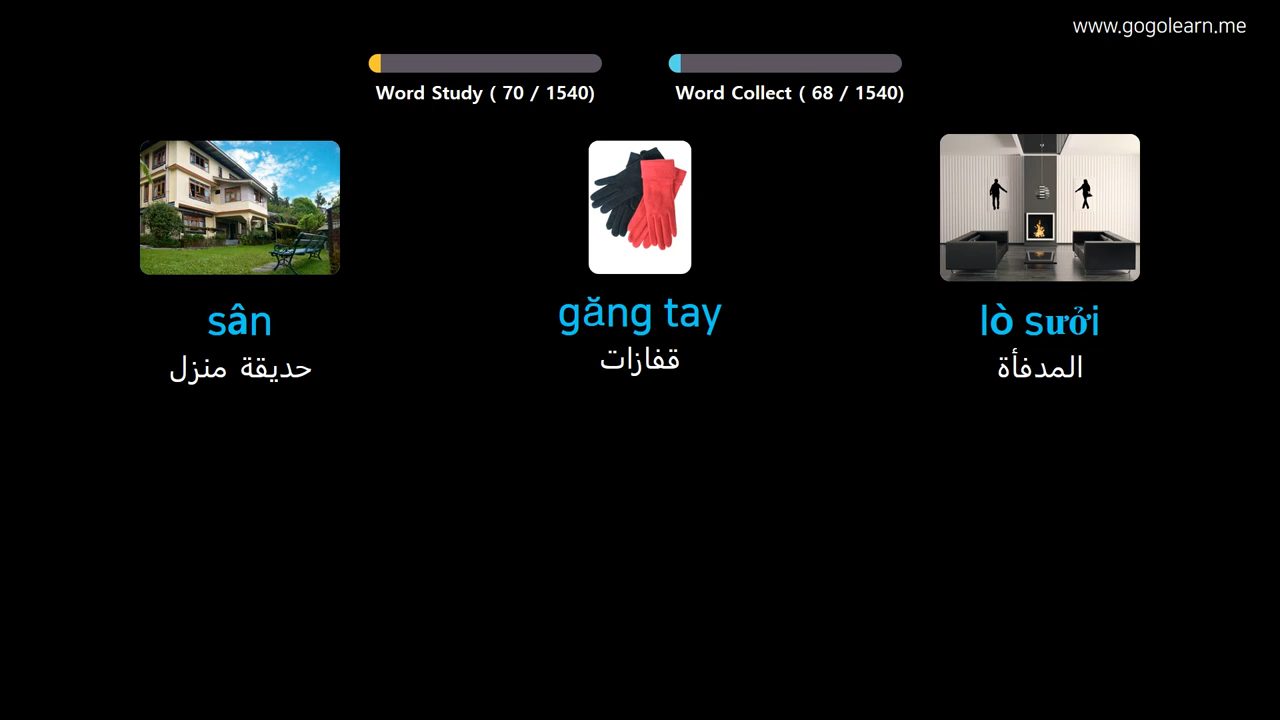 www.gogolearn.me
Word Study ( 70 / 1540)
Word Collect ( 68 / 1540)
sân
حديقة منزل
găng tay
قفازات
lò sưởi
المدفأة